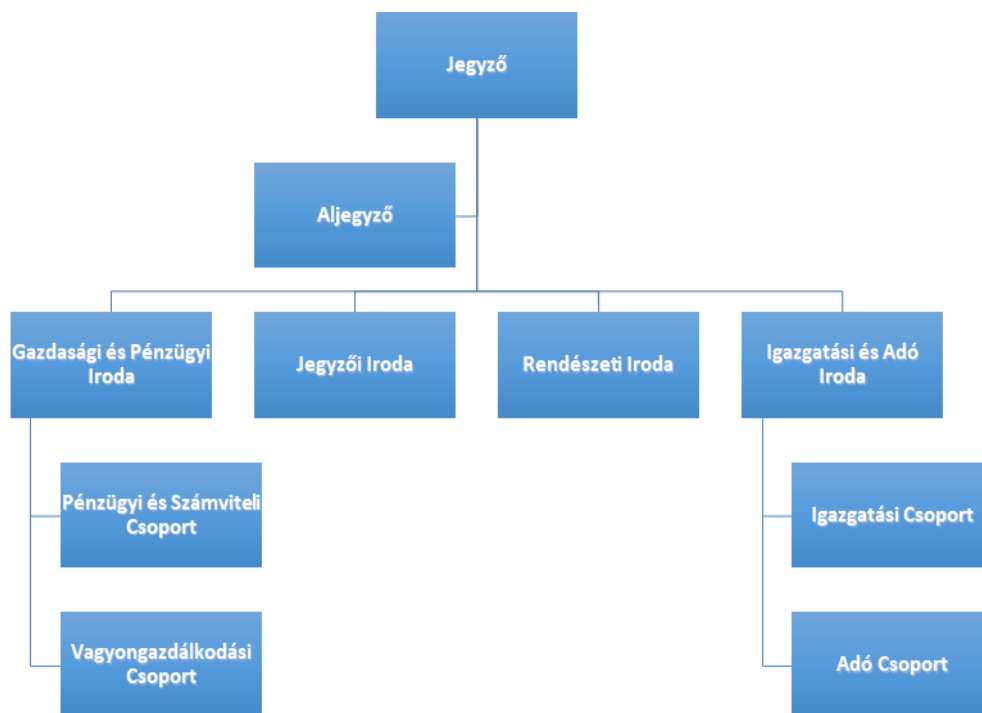 Jegyző
Aljegyző
Gazdasági és Pénzügyi
Iroda
Jegyzői Iroda
Rendészeti Iroda
Igazgatási és Adó
Iroda
Pénzügyi és Számviteli
Csoport
Igazgatási Csoport
Vagyongazdálkodási
Csoport
Adó Csoport